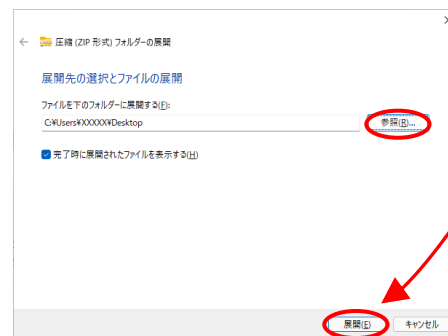 圧縮 (ZIP 形式) フォルダーの展開
展開先の選択とファイルの展開
ファイルを下のフォルダーに展開する(F):
C:¥Users¥XXXXX¥Desktop
参照(R)...
完了時に展開されたファイルを表示する(H)
展開(E)
キャンセル